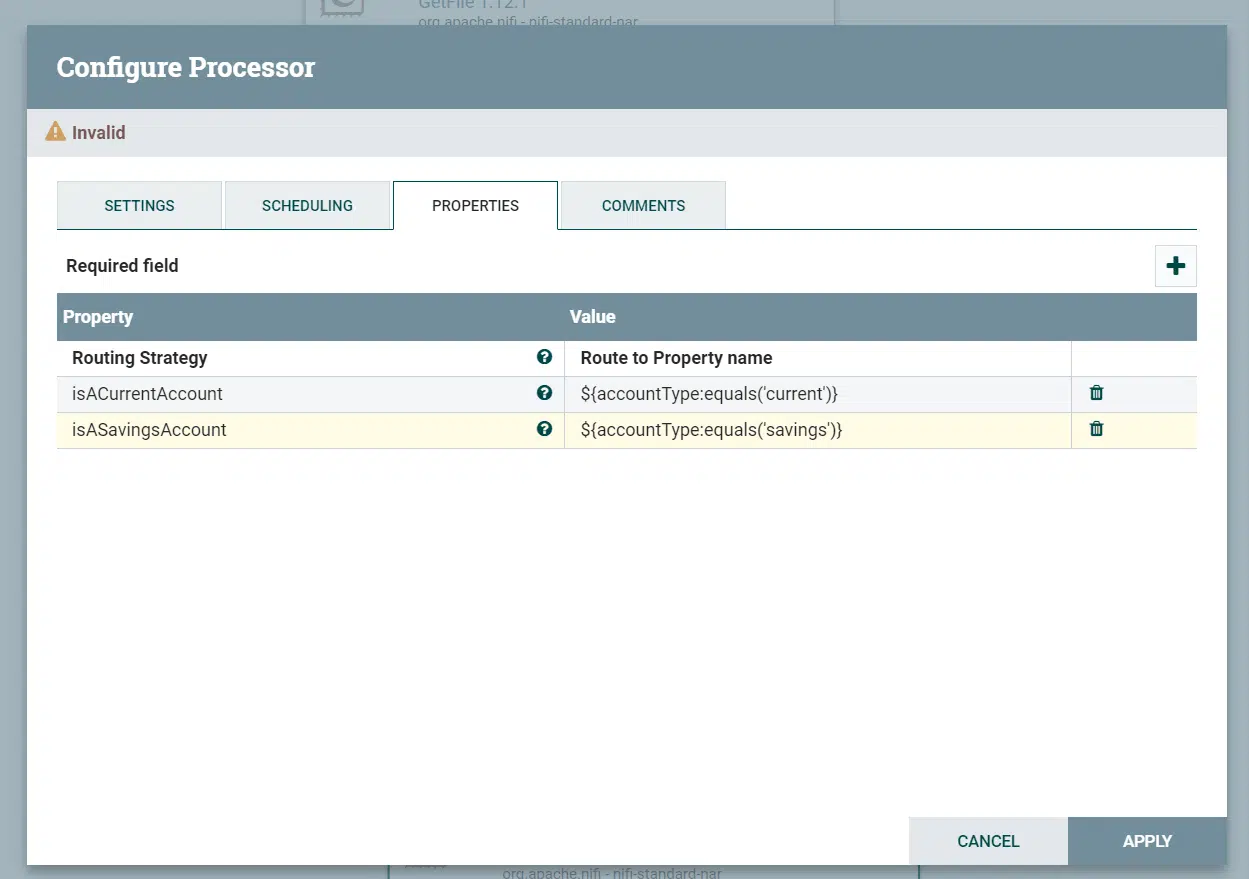 GetFile 1.12.1
org.apache.nifi - nifi-standard-nar
Configure Processor
Invalid
SETTINGS SCHEDULING PROPERTIES COMMENTS
Required field
Property Value
Routing Strategy Route to Property name
isACurrentAccount ${accountType:equals('current')}
isASavingsAccount ${accountType:equals('savings')}
CANCEL APPLY
org.apache.nifi - nifi-standard-nar